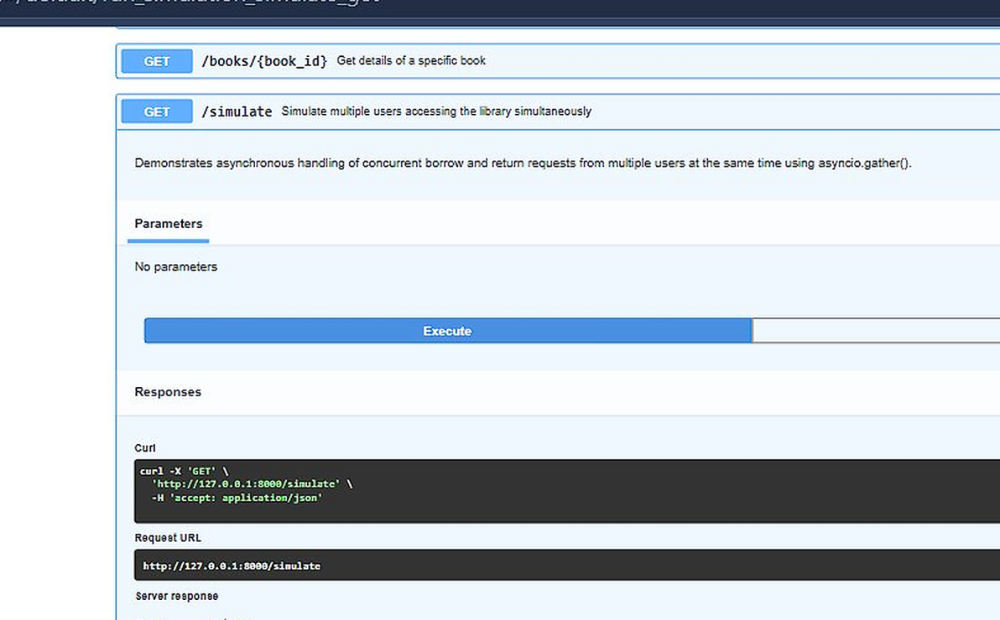 GET /books/{book_id} Get details of a specific book
GET /simulate Simulate multiple users accessing the library simultaneously
Demonstrates asynchronous handling of concurrent borrow and return requests from multiple users at the same time using asyncio.gather().
Parameters
No parameters
Execute
Responses
Curl
curl -X 'GET' \
'http://127.0.0.1:8000/simulate' \
-H 'accept: application/json'
Request URL
http://127.0.0.1:8000/simulate
Server response